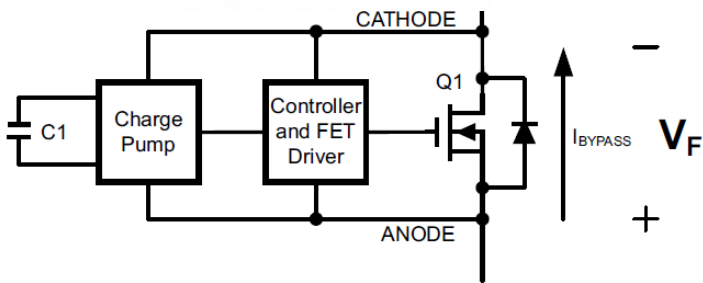 CATHODE
Q1
C1
Charge
Pump
Controller
and FET
Driver
IBYPASS
VF
−
+
ANODE